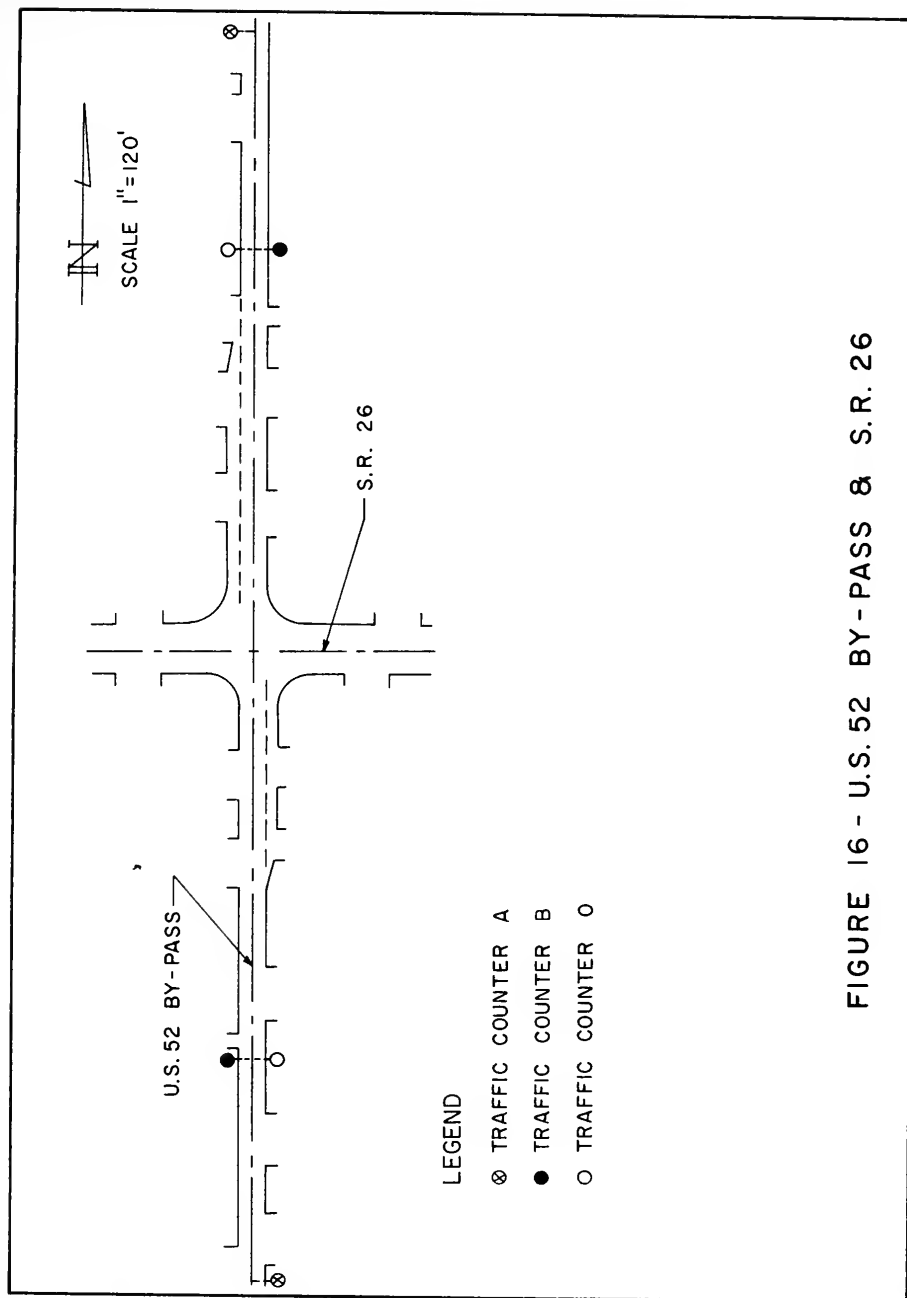 N
SCALE 1"=120'
S.R. 26
U.S. 52 BY-PASS
LEGEND
⊗ TRAFFIC COUNTER A
● TRAFFIC COUNTER B
○ TRAFFIC COUNTER O
FIGURE 16 - U.S. 52 BY-PASS & S.R. 26